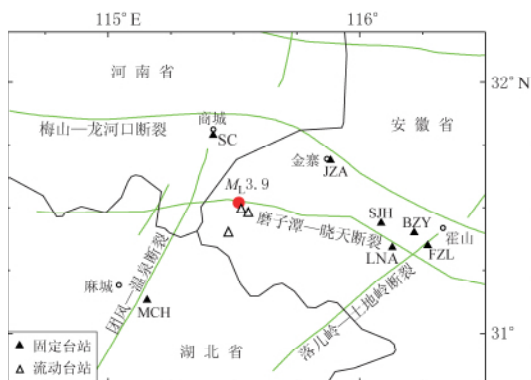 115°E
116°
河南省
32°N
商城
梅山—龙河口断裂
SC
安徽省
金寨
JZA
ML3.9
SJH
BZY
磨子潭—晓天断裂
霍山
LNA
FZL
麻城
团风—温泉断裂
MCH
落儿岭—土地岭断裂
31°
固定台站
湖北省
流动台站